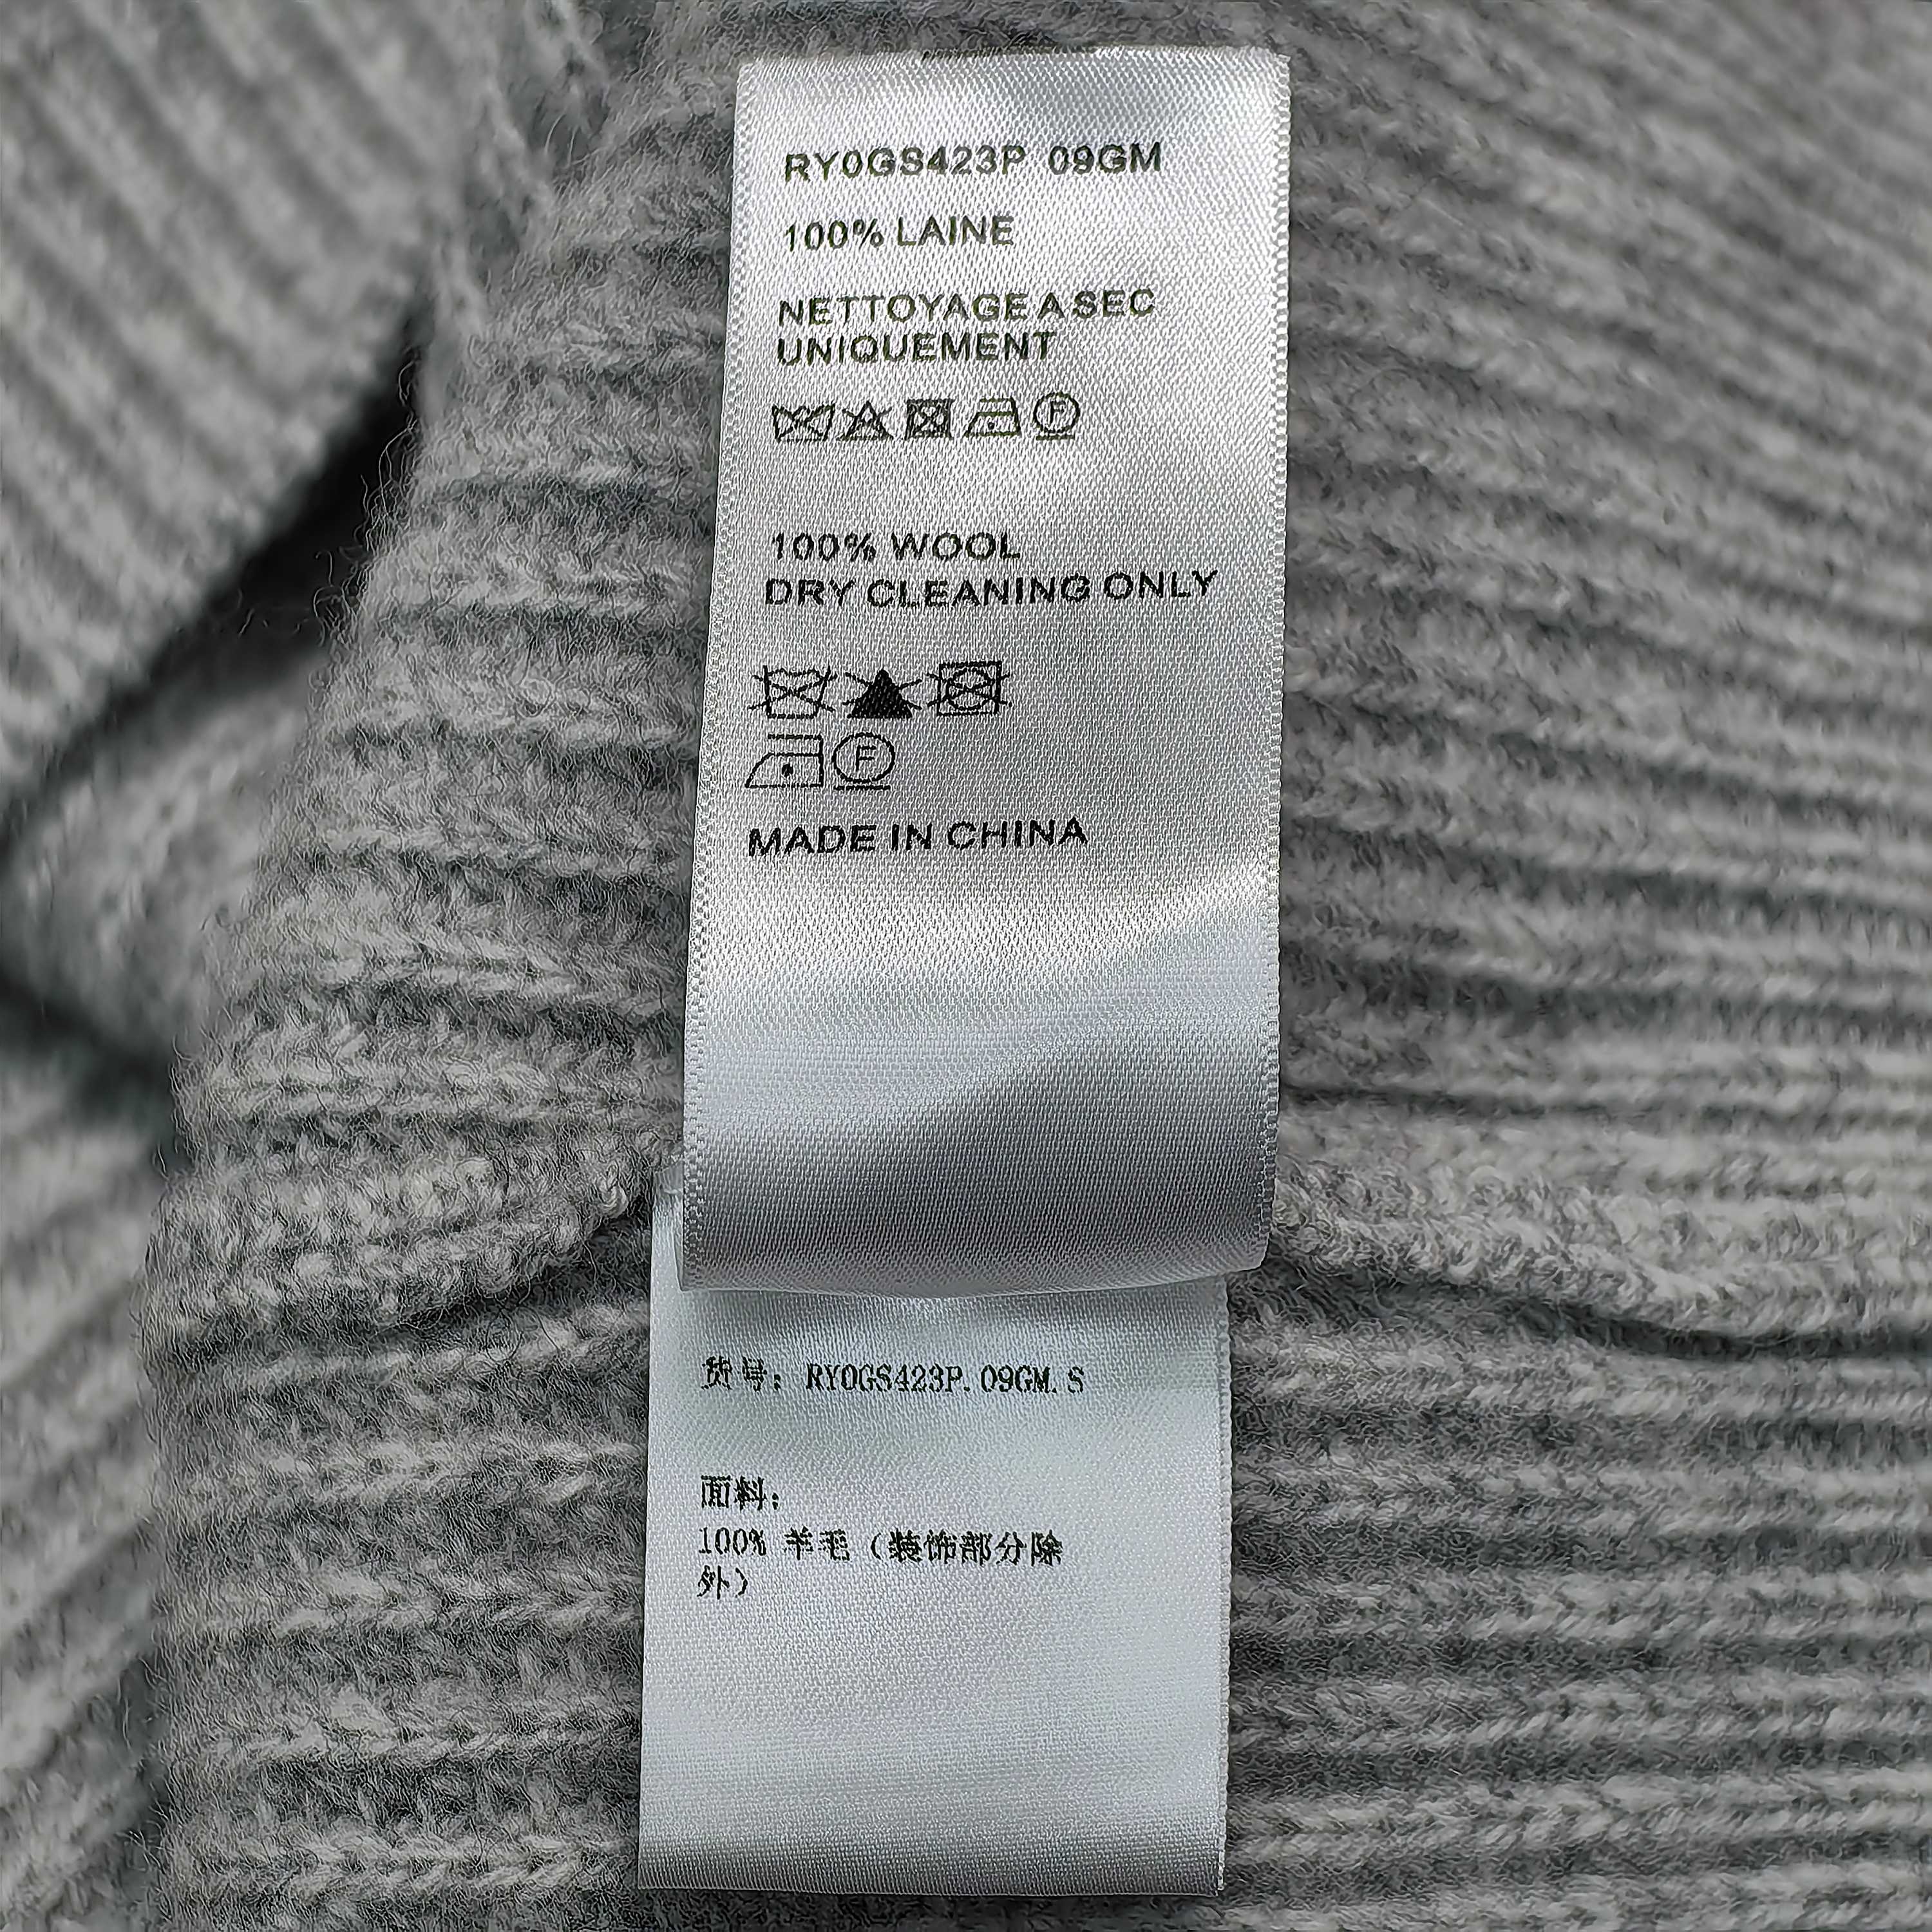 RY0GS423P 09GM
100% LAINE
NETTOYAGE A SEC
UNIQUEMENT
F
100% WOOL
DRY CLEANING ONLY
F
MADE IN CHINA
货号: RY0GS423P.09GM.S
面料:
100% 羊毛（装饰部分除
外）